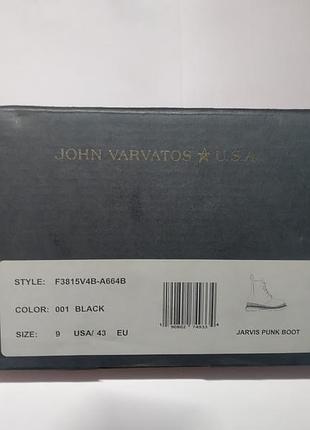 JOHN VARVATOS ★ U.S.A
STYLE: F3815V4B-A664B
COLOR: 001 BLACK
SIZE: 9 USA/ 43 EU
JARVIS PUNK BOOT